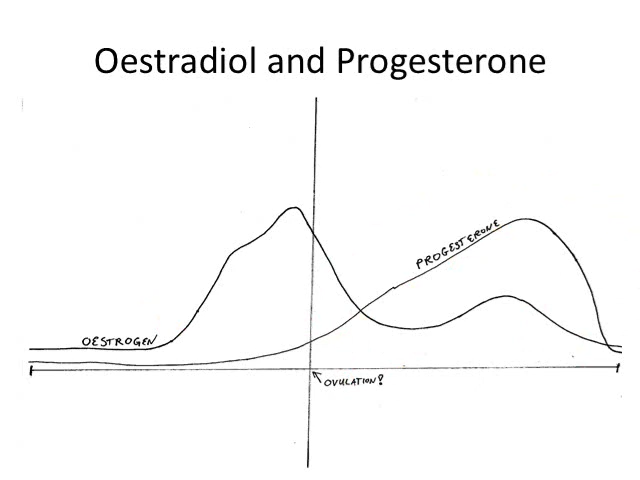 Oestradiol and Progesterone
PROGESTERONE
OESTROGEN
OVULATION?